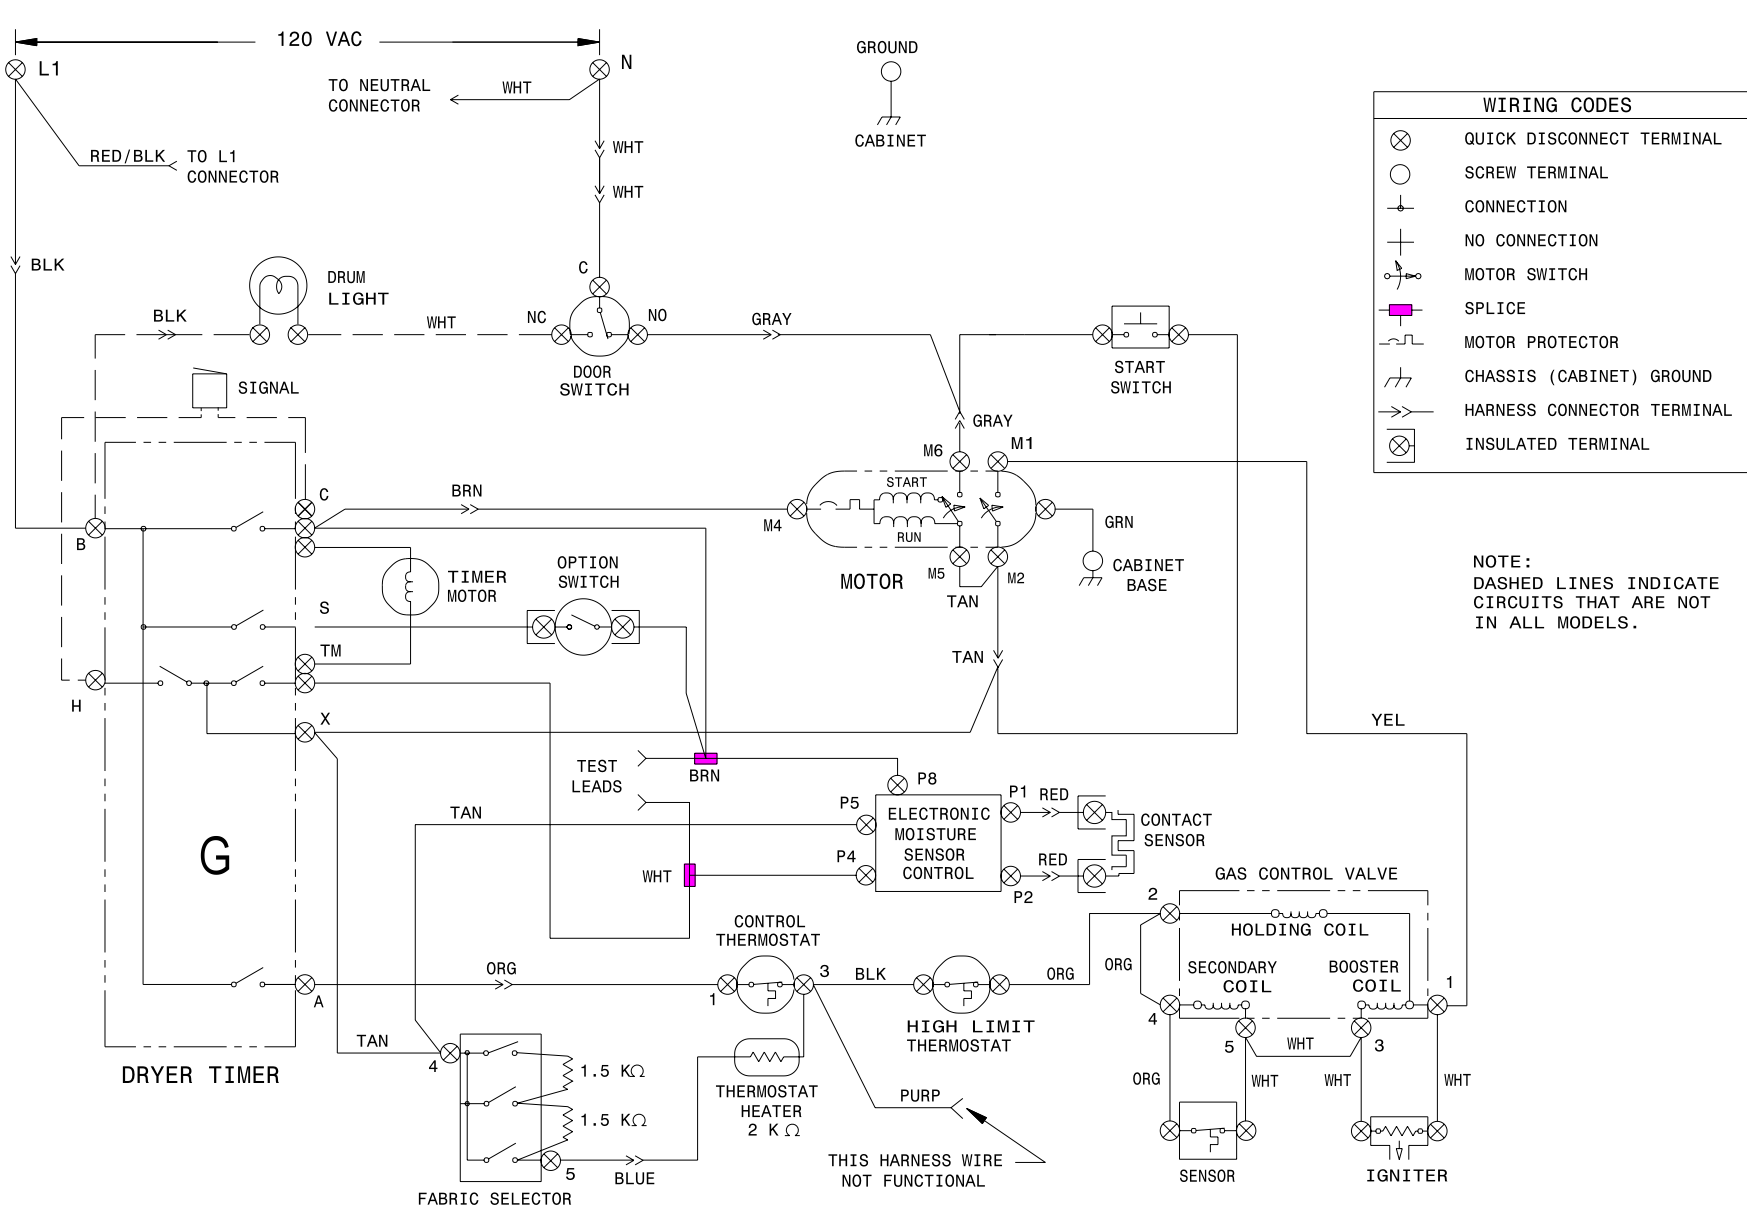 120 VAC
L1
N
GROUND
TO NEUTRAL
CONNECTOR
WHT
CABINET
WIRING CODES
QUICK DISCONNECT TERMINAL
SCREW TERMINAL
CONNECTION
NO CONNECTION
MOTOR SWITCH
SPLICE
MOTOR PROTECTOR
CHASSIS (CABINET) GROUND
HARNESS CONNECTOR TERMINAL
INSULATED TERMINAL
RED/BLK
TO L1
CONNECTOR
WHT
WHT
BLK
C
DRUM
LIGHT
BLK
WHT
NC
NO
GRAY
DOOR
SWITCH
START
SWITCH
SIGNAL
GRAY
M6
M1
C
BRN
START
M4
RUN
GRN
B
M5
M2
MOTOR
CABINET
BASE
TAN
OPTION
SWITCH
TIMER
MOTOR
NOTE:
DASHED LINES INDICATE
CIRCUITS THAT ARE NOT
IN ALL MODELS.
S
TM
TAN
H
X
YEL
TEST
LEADS
BRN
P8
P5
TAN
ELECTRONIC
MOISTURE
SENSOR
CONTROL
P1
RED
CONTACT
SENSOR
G
WHT
P4
RED
P2
GAS CONTROL VALVE
2
HOLDING COIL
CONTROL
THERMOSTAT
ORG
A
1
3
BLK
ORG
ORG
SECONDARY
COIL
BOOSTER
COIL
1
HIGH LIMIT
THERMOSTAT
4
5
WHT
3
DRYER TIMER
TAN
4
1.5 KΩ
1.5 KΩ
THERMOSTAT
HEATER
2 K Ω
PURP
ORG
WHT
WHT
WHT
5
BLUE
FABRIC SELECTOR
THIS HARNESS WIRE
NOT FUNCTIONAL
SENSOR
IGNITER